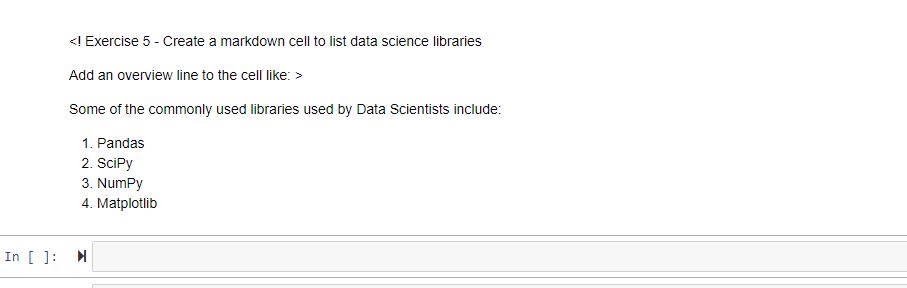 <! Exercise 5 - Create a markdown cell to list data science libraries
Add an overview line to the cell like: >
Some of the commonly used libraries used by Data Scientists include:
1. Pandas
2. SciPy
3. NumPy
4. Matplotlib
In [ ]: